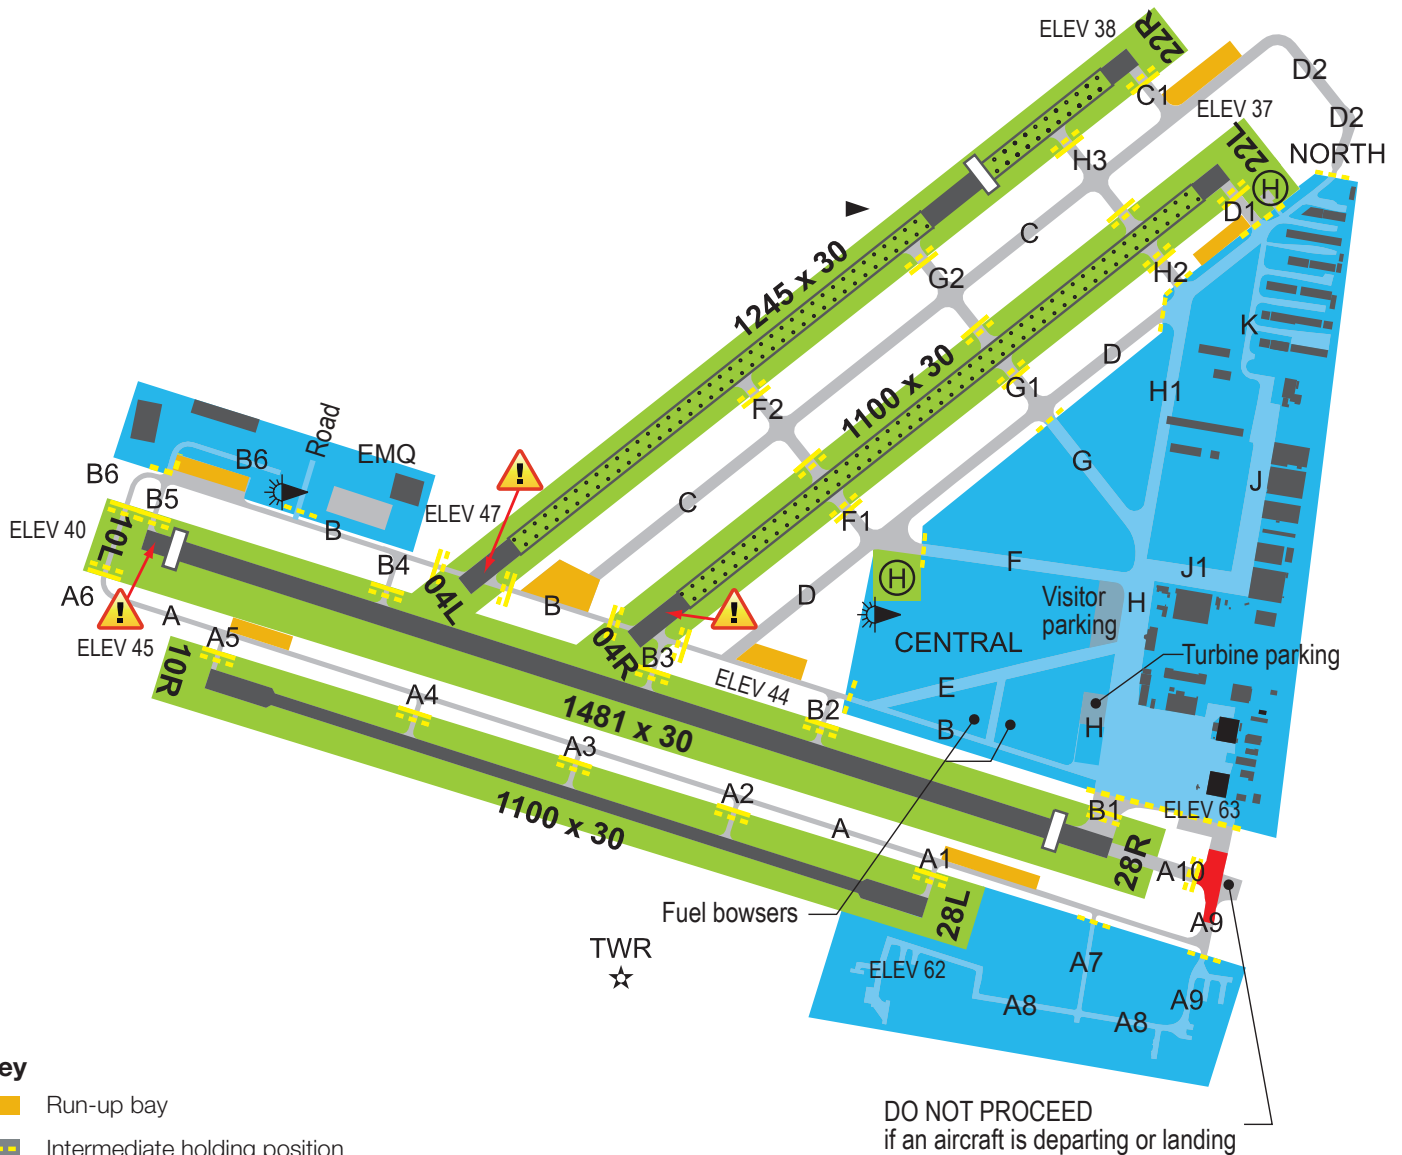 ELEV 38
22R
D2
C1
ELEV 37
D2
22L
NORTH
H3
H
D1
C
H2
G2
1245 x 30
K
D
1100 x 30
G1
H1
F2
Road
B6
EMQ
G
B6
J
B5
!
C
ELEV 47
F1
ELEV 40
10L
B
B4
F
J1
H
04L
A6
!
B
!
D
Visitor
parking
H
A
ELEV 45
A5
04R
CENTRAL
B3
10R
Turbine parking
ELEV 44
E
A4
B2
1481 x 30
B
H
A3
A2
1100 x 30
B1
ELEV 63
A
A1
28R
A10
28L
Fuel bowsers
A9
TWR
ELEV 62
A7
A8
A9
A8
ey
Run-up bay
DO NOT PROCEED
if an aircraft is departing or landing
Intermediate holding position